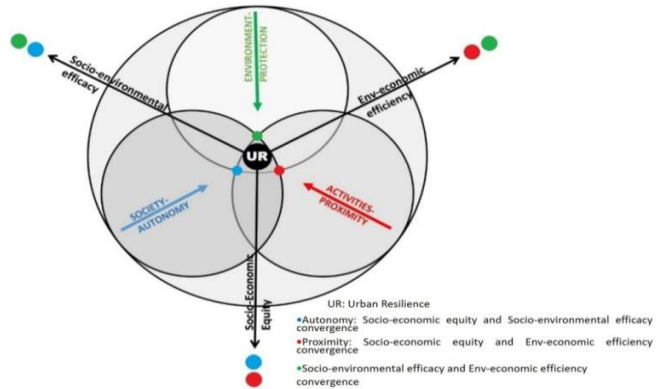 ENVIRONMENT-
PROTECTION
Socio-environmental
efficacy
Env-economic
efficiency
UR
SOCIETY-
AUTONOMY
ACTIVITIES-
PROXIMITY
Socio-Economic
Equity
UR: Urban Resilience
•Autonomy: Socio-economic equity and Socio-environmental efficacy
convergence
•Proximity: Socio-economic equity and Env-economic efficiency
convergence
•Socio-environmental efficacy and Env-economic efficiency
convergence